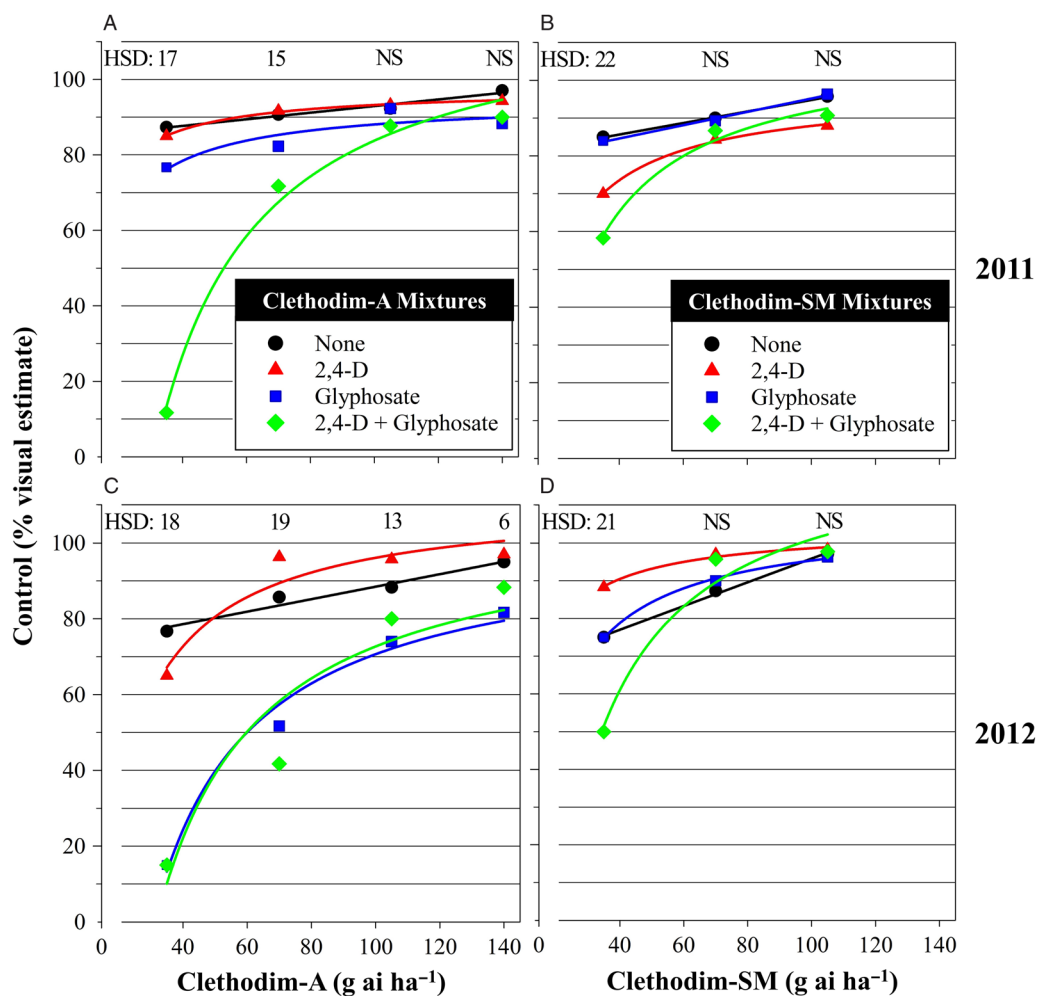 A
HSD: 17 15 NS NS
100
80
60
40
20
0
Clethodim-A Mixtures
None
2,4-D
Glyphosate
2,4-D + Glyphosate
B
HSD: 22 NS NS
Clethodim-SM Mixtures
None
2,4-D
Glyphosate
2,4-D + Glyphosate
2011
Control (% visual estimate)
C
HSD: 18 19 13 6
100
80
60
40
20
0
0 40 60 80 100 120 140
Clethodim-A (g ai ha⁻¹)
D
HSD: 21 NS NS
0 40 60 80 100 120 140
Clethodim-SM (g ai ha⁻¹)
2012